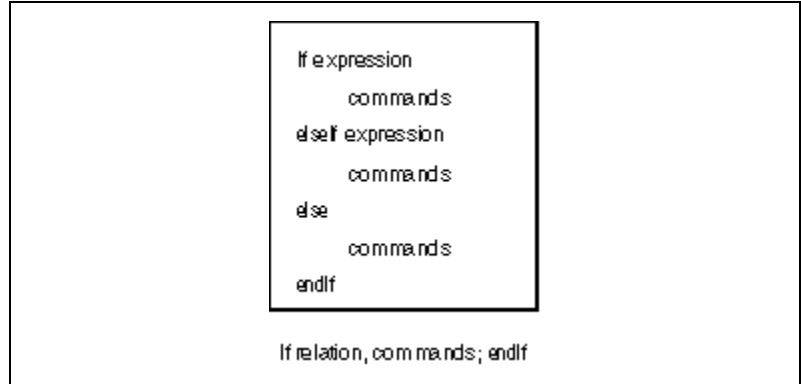 If expression
commands
elseIf expression
commands
else
commands
endIf
If relation, commands; endIf